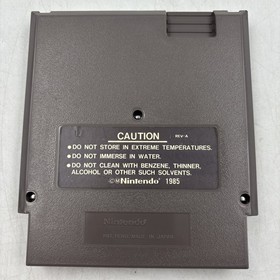 CAUTION REV-A
● DO NOT STORE IN EXTREME TEMPERATURES.
● DO NOT IMMERSE IN WATER.
● DO NOT CLEAN WITH BENZENE, THINNER,
ALCOHOL OR OTHER SUCH SOLVENTS.
©Nintendo® 1985
Nintendo®